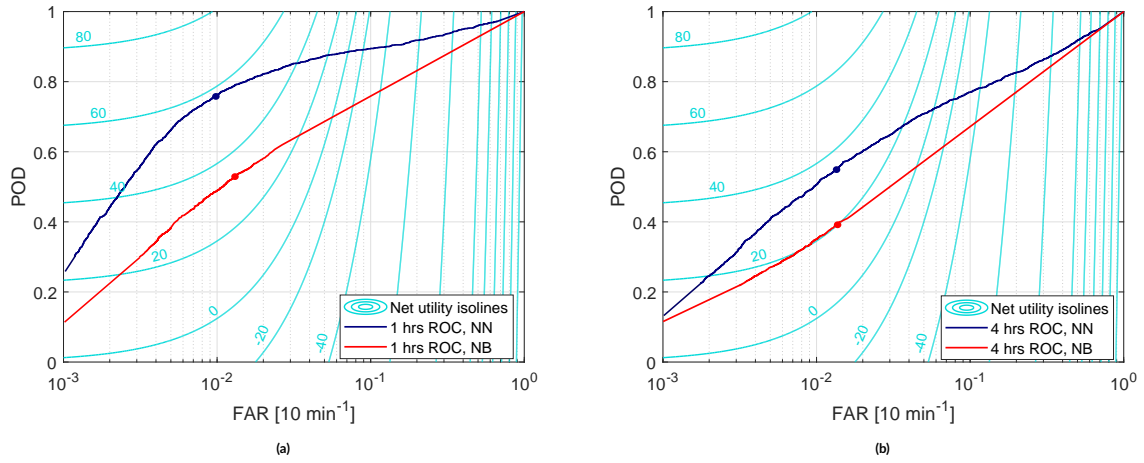 1
0.8
0.6
0.4
0.2
0
POD
80
60
40
20
0
-20
-40
Net utility isolines
1 hrs ROC, NN
1 hrs ROC, NB
10-3
10-2
10-1
100
FAR [10 min-1]
(a)
1
0.8
0.6
0.4
0.2
0
POD
80
60
40
20
0
-20
-40
Net utility isolines
4 hrs ROC, NN
4 hrs ROC, NB
10-3
10-2
10-1
100
FAR [10 min-1]
(b)